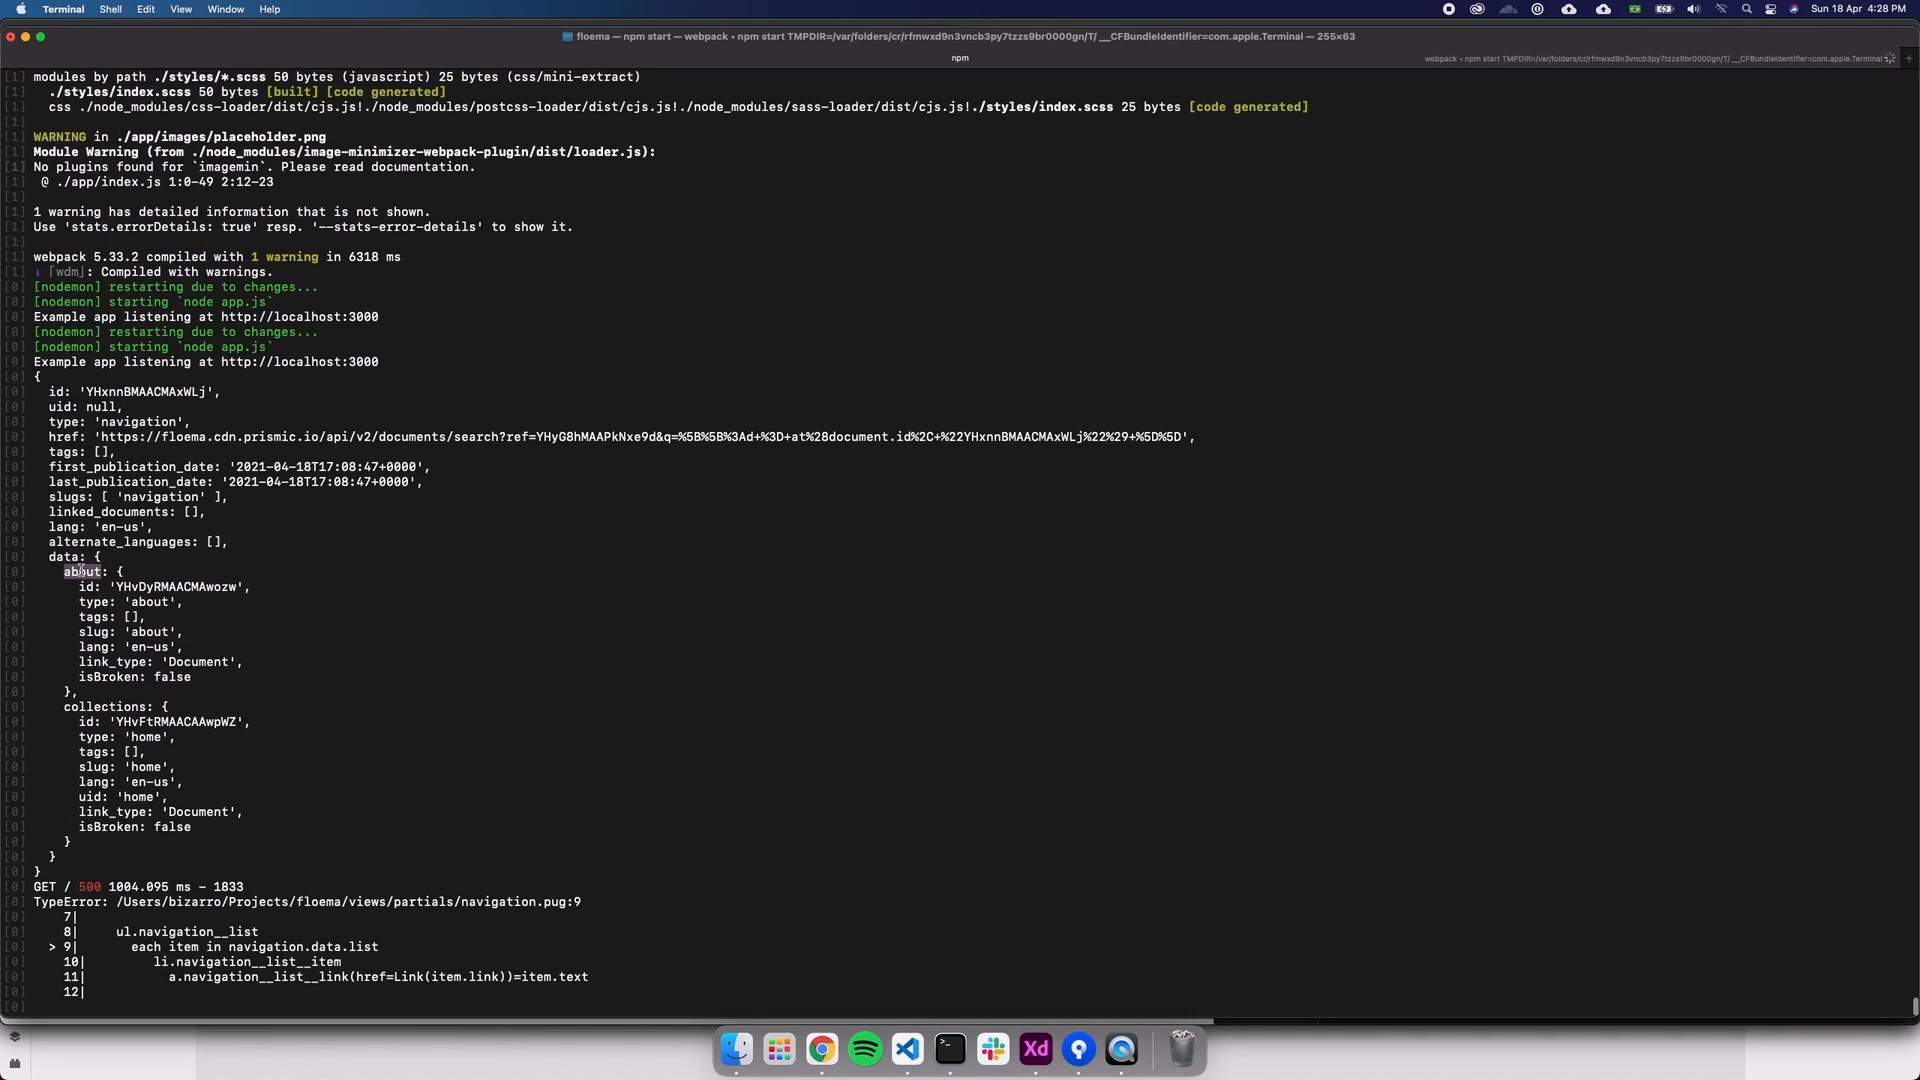 Terminal Shell Edit View Window Help Sun 18 Apr 4:28 PM
floema — npm start — webpack • npm start TMPDIR=/var/folders/cr/rfmwxd9n3vncb3py7tzzs9br0000gn/T/ __CFBundleIdentifier=com.apple.Terminal — 255×63
npm webpack • npm start TMPDIR=/var/folders/cr/rfmwxd9n3vncb3py7tzzs9br0000gn/T/ __CFBundleIdentifier=com.apple.Terminal
[1] modules by path ./styles/*.scss 50 bytes (javascript) 25 bytes (css/mini-extract)
[1] ./styles/index.scss 50 bytes [built] [code generated]
[1] css ./node_modules/css-loader/dist/cjs.js!./node_modules/postcss-loader/dist/cjs.js!./node_modules/sass-loader/dist/cjs.js!./styles/index.scss 25 bytes [code generated]
[1]
[1] WARNING in ./app/images/placeholder.png
[1] Module Warning (from ./node_modules/image-minimizer-webpack-plugin/dist/loader.js):
[1] No plugins found for `imagemin`. Please read documentation.
[1] @ ./app/index.js 1:0-49 2:12-23
[1]
[1] 1 warning has detailed information that is not shown.
[1] Use 'stats.errorDetails: true' resp. '--stats-error-details' to show it.
[1]
[1] webpack 5.33.2 compiled with 1 warning in 6318 ms
[1] i ｢wdm｣: Compiled with warnings.
[0] [nodemon] restarting due to changes...
[0] [nodemon] starting `node app.js`
[0] Example app listening at http://localhost:3000
[0] [nodemon] restarting due to changes...
[0] [nodemon] starting `node app.js`
[0] Example app listening at http://localhost:3000
[0] {
[0] id: 'YHxnnBMAACMAxWLj',
[0] uid: null,
[0] type: 'navigation',
[0] href: 'https://floema.cdn.prismic.io/api/v2/documents/search?ref=YHyG8hMAAPkNxe9d&q=%5B%5B%3Ad+%3D+at%28document.id%2C+%22YHxnnBMAACMAxWLj%22%29+%5D%5D',
[0] tags: [],
[0] first_publication_date: '2021-04-18T17:08:47+0000',
[0] last_publication_date: '2021-04-18T17:08:47+0000',
[0] slugs: [ 'navigation' ],
[0] linked_documents: [],
[0] lang: 'en-us',
[0] alternate_languages: [],
[0] data: {
[0] about: {
[0] id: 'YHvDyRMAACMAwozw',
[0] type: 'about',
[0] tags: [],
[0] slug: 'about',
[0] lang: 'en-us',
[0] link_type: 'Document',
[0] isBroken: false
[0] },
[0] collections: {
[0] id: 'YHvFtRMAACAAwpWZ',
[0] type: 'home',
[0] tags: [],
[0] slug: 'home',
[0] lang: 'en-us',
[0] uid: 'home',
[0] link_type: 'Document',
[0] isBroken: false
[0] }
[0] }
[0] }
[0] GET / 500 1004.095 ms - 1833
[0] TypeError: /Users/bizarro/Projects/floema/views/partials/navigation.pug:9
[0] 7|
[0] 8| ul.navigation__list
[0] > 9| each item in navigation.data.list
[0] 10| li.navigation__list__item
[0] 11| a.navigation__list__link(href=Link(item.link))=item.text
[0] 12|
[0]
Xd